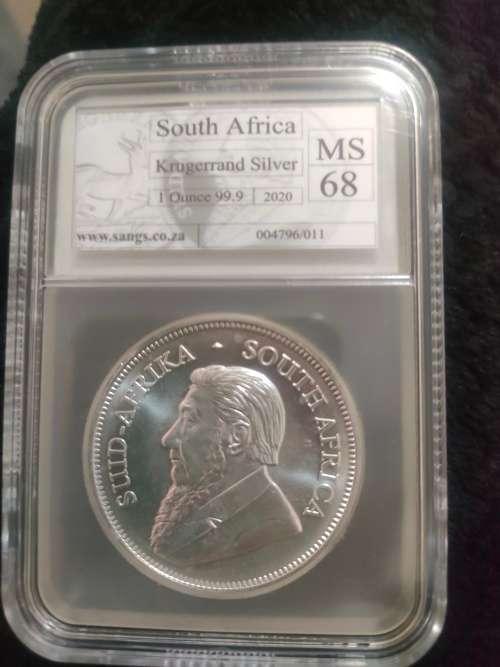 South Africa
Krugerrand Silver
1 Ounce 99.9 2020
MS
68
www.sangs.co.za 004796/011
SUID-AFRIKA • SOUTH AFRICA